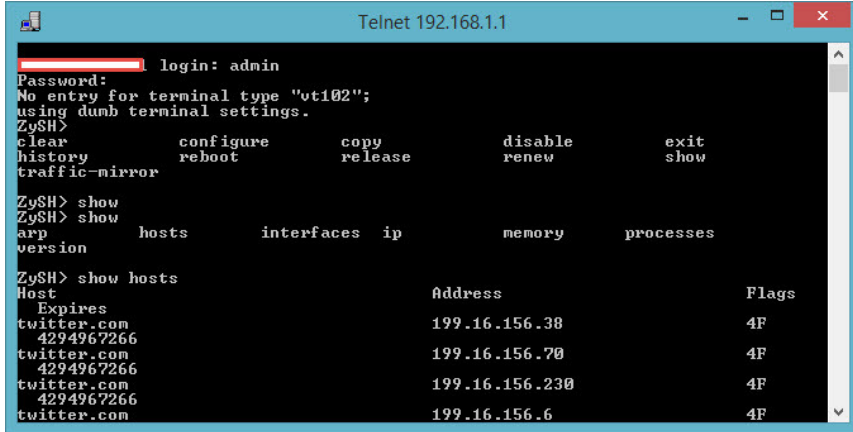 Telnet 192.168.1.1
login: admin
Password:
No entry for terminal type "vt102";
using dumb terminal settings.
ZySH>
clear configure copy disable exit
history reboot release renew show
traffic-mirror
ZySH> show
ZySH> show
arp hosts interfaces ip memory processes
version
ZySH> show hosts
Host Address Flags
Expires
twitter.com 199.16.156.38 4F
4294967266
twitter.com 199.16.156.70 4F
4294967266
twitter.com 199.16.156.230 4F
4294967266
twitter.com 199.16.156.6 4F